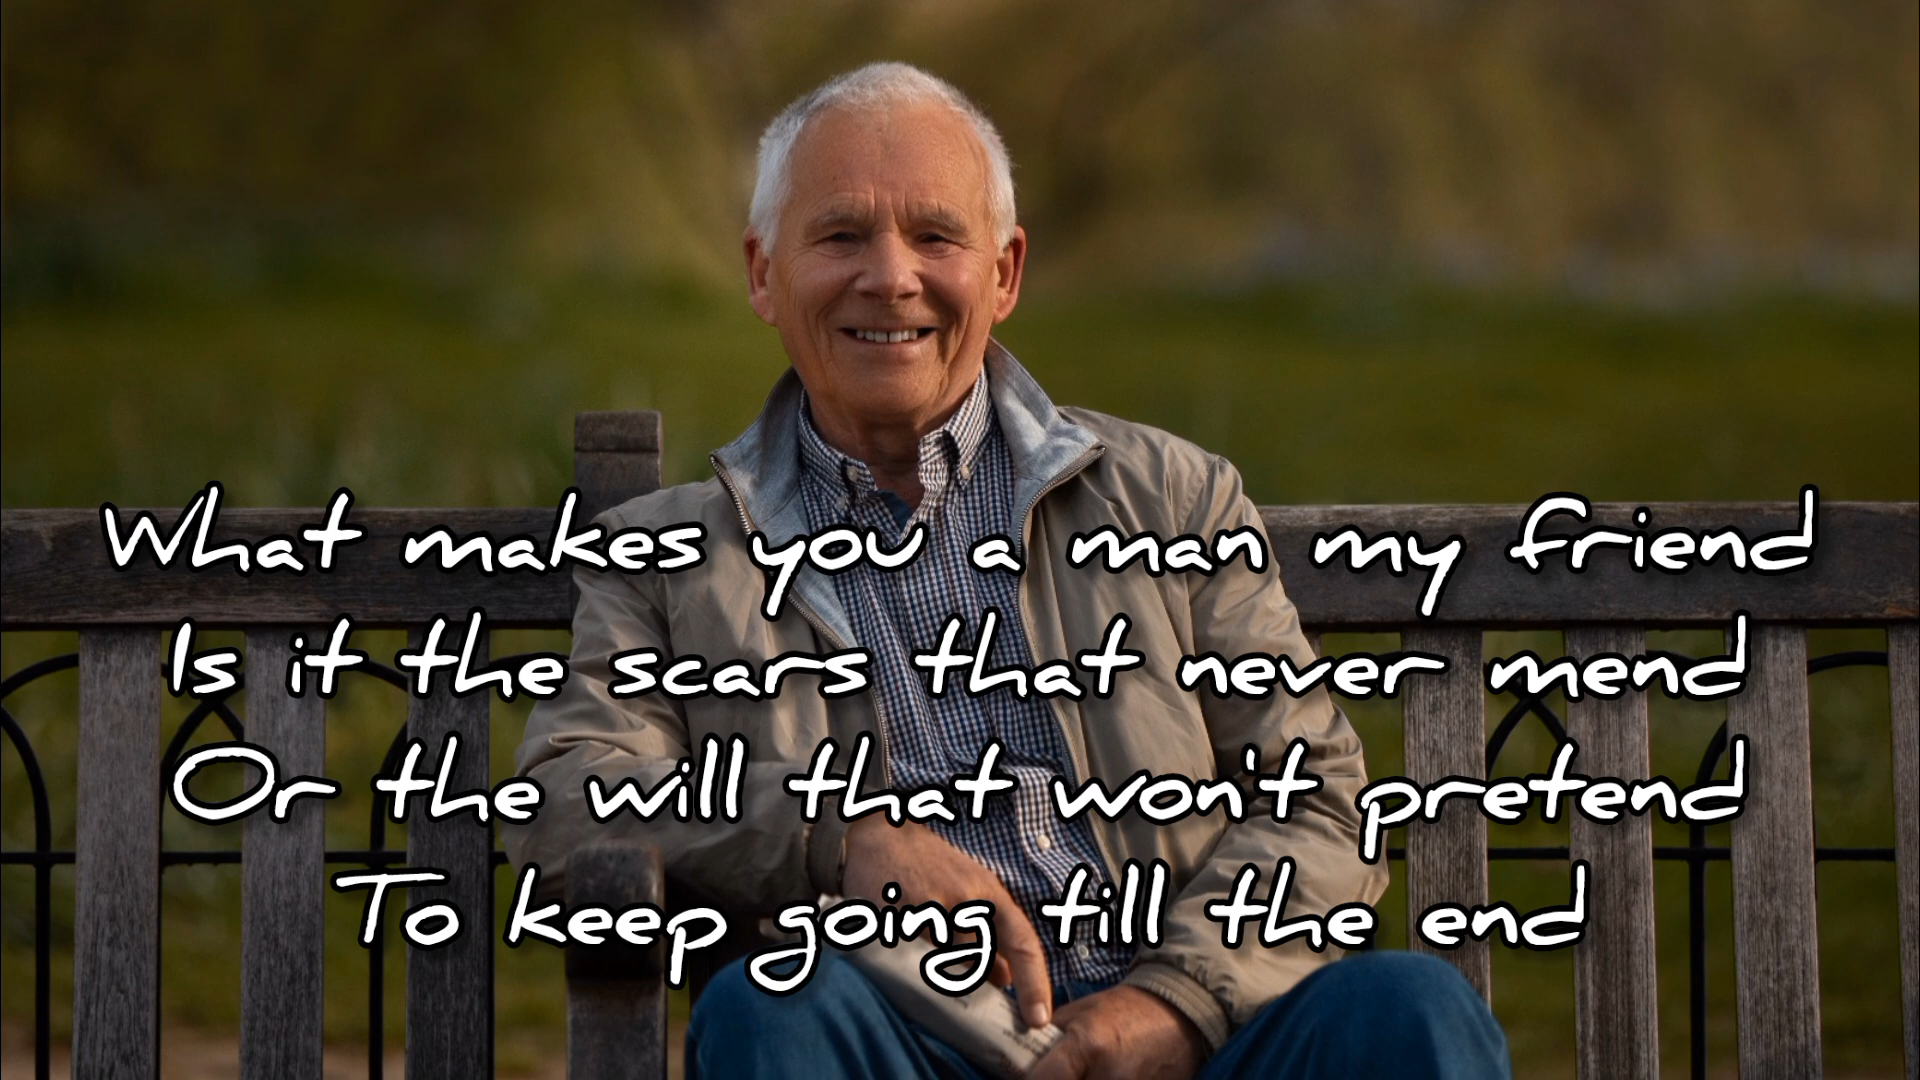 What makes you a man my friend
Is it the scars that never mend
Or the will that won't pretend
To keep going till the end